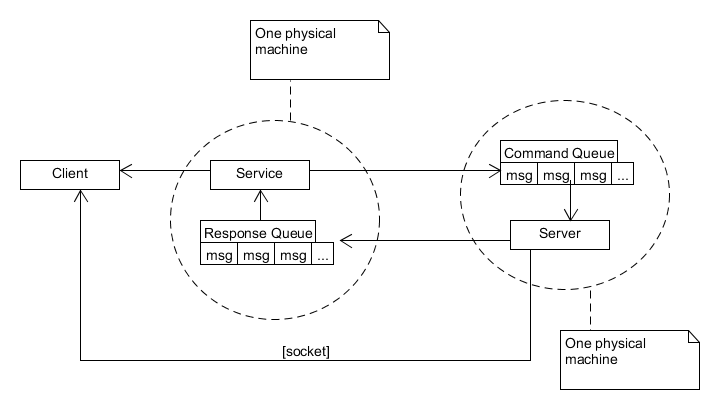 One physical
machine
Command Queue
msg msg msg ...
Client
Service
Response Queue
msg msg msg ...
Server
[socket]
One physical
machine